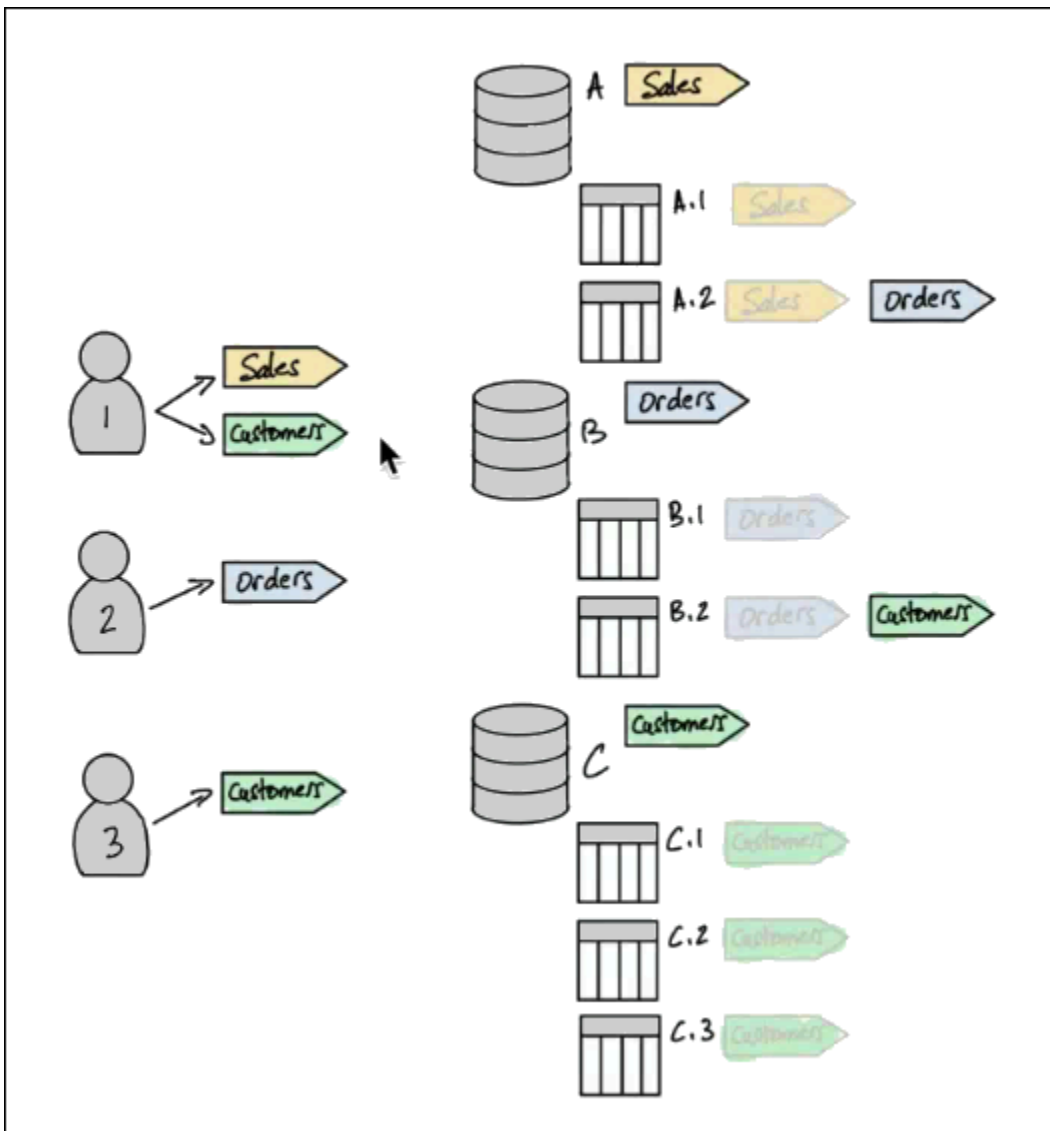 A Sales
A.1 Sales
A.2 Sales Orders
1 Sales
Customers
B Orders
B.1 Orders
2 Orders
B.2 Orders Customers
C Customers
3 Customers
C.1 Customers
C.2 Customers
C.3 Customers